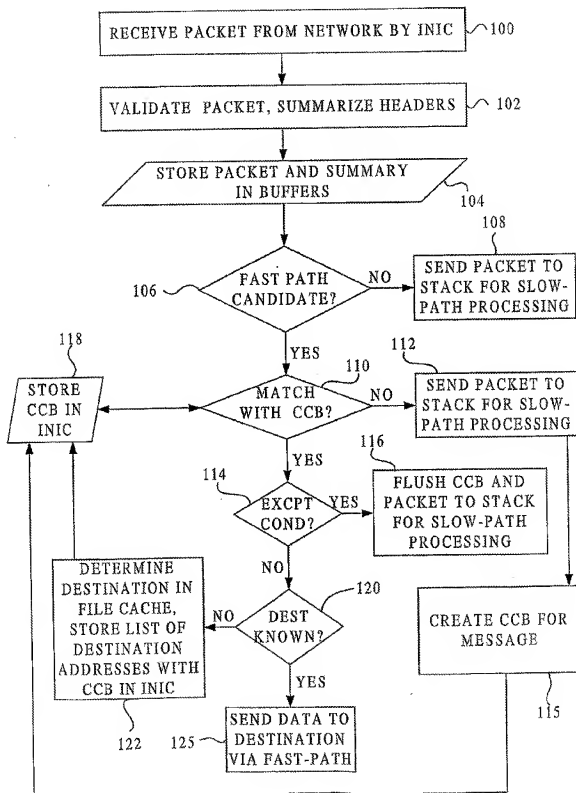 RECEIVE PACKET FROM NETWORK BY INIC
100
VALIDATE PACKET, SUMMARIZE HEADERS
102
STORE PACKET AND SUMMARY
IN BUFFERS
104
106
FAST PATH
CANDIDATE?
NO
YES
108
SEND PACKET TO
STACK FOR SLOW-
PATH PROCESSING
118
STORE
CCB IN
INIC
110
MATCH
WITH CCB?
NO
YES
112
SEND PACKET TO
STACK FOR SLOW-
PATH PROCESSING
114
EXCPT
COND?
YES
NO
116
FLUSH CCB AND
PACKET TO STACK
FOR SLOW-PATH
PROCESSING
DETERMINE
DESTINATION IN
FILE CACHE,
STORE LIST OF
DESTINATION
ADDRESSES WITH
CCB IN INIC
122
NO
120
DEST
KNOWN?
YES
CREATE CCB FOR
MESSAGE
115
125
SEND DATA TO
DESTINATION
VIA FAST-PATH